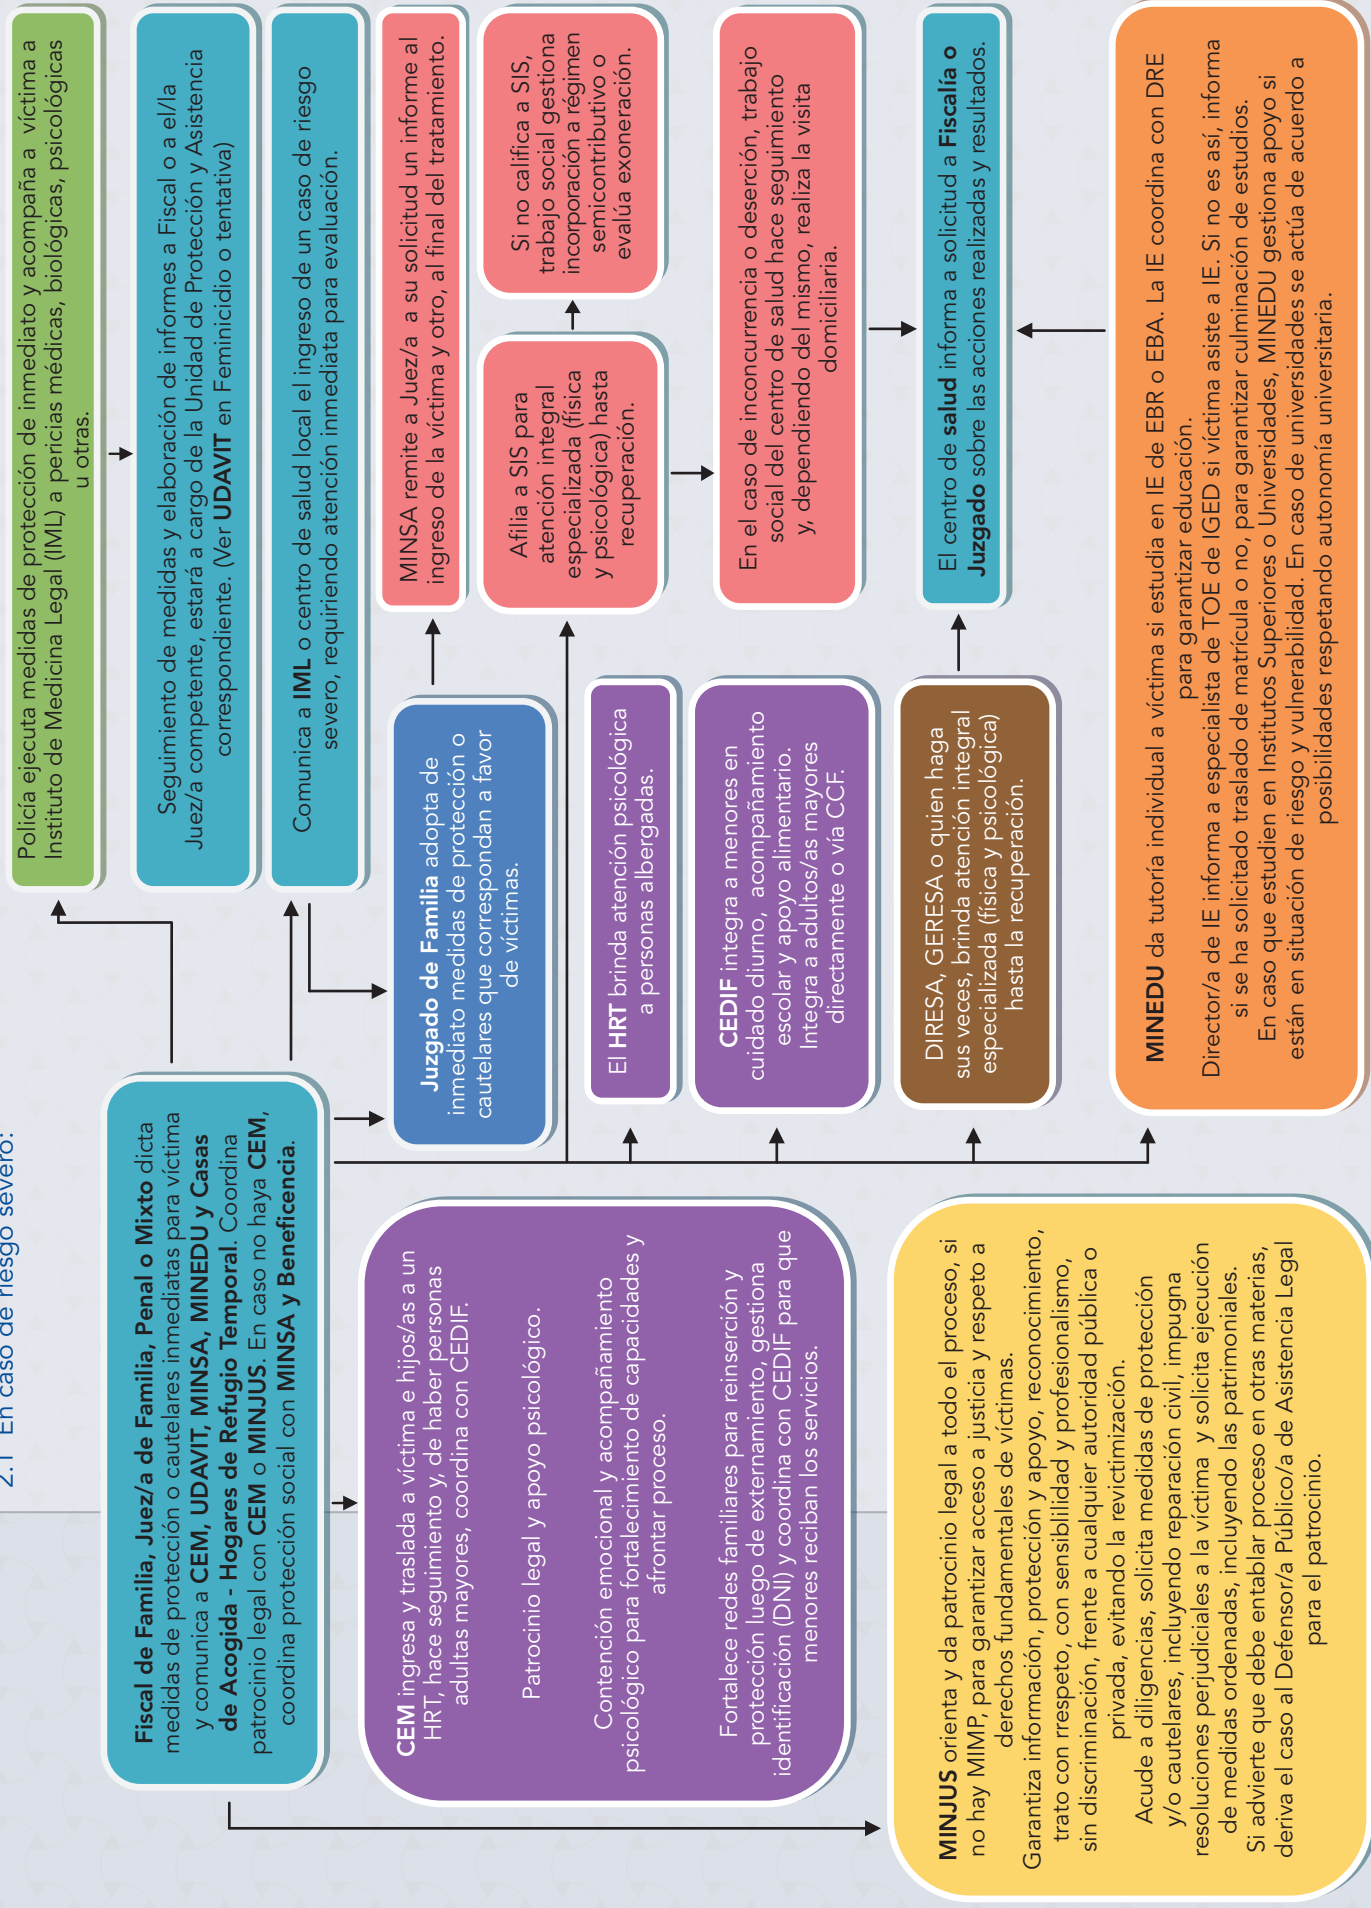 2.1 En caso de riesgo severo:
Fiscal de Familia, Juez/a de Familia, Penal o Mixto dicta
medidas de protección o cautelares inmediatas para víctima
y comunica a CEM, UDAVIT, MINSA, MINEDU y Casas
de Acogida - Hogares de Refugio Temporal. Coordina
patrocinio legal con CEM o MINJUS. En caso no haya CEM,
coordina protección social con MINSA y Beneficencia.
CEM ingresa y traslada a víctima e hijos/as a un
HRT, hace seguimiento y, de haber personas
adultas mayores, coordina con CEDIF.
Patrocinio legal y apoyo psicológico.
Contención emocional y acompañamiento
psicológico para fortalecimiento de capacidades y
afrontar proceso.
Fortalece redes familiares para reinserción y
protección luego de externamiento, gestiona
identificación (DNI) y coordina con CEDIF para que
menores reciban los servicios.
MINJUS orienta y da patrocinio legal a todo el proceso, si
no hay MIMP, para garantizar acceso a justicia y respeto a
derechos fundamentales de víctimas.
Garantiza información, protección y apoyo, reconocimiento,
trato con rrespeto, con sensiblilidad y profesionalismo,
sin discriminación, frente a cualquier autoridad pública o
privada, evitando la revictimización.
Acude a diligencias, solicita medidas de protección
y/o cautelares, incluyendo reparación civil, impugna
resoluciones perjudiciales a la víctima y solicita ejecución
de medidas ordenadas, incluyendo las patrimoniales.
Si advierte que debe entablar proceso en otras materias,
deriva el caso al Defensor/a Público/a de Asistencia Legal
para el patrocinio.
Policía ejecuta medidas de protección de inmediato y acompaña a víctima a
Instituto de Medicina Legal (IML) a pericias médicas, biológicas, psicológicas
u otras.
Seguimiento de medidas y elaboración de informes a Fiscal o a el/la
Juez/a competente, estará a cargo de la Unidad de Protección y Asistencia
correspondiente. (Ver UDAVIT en Feminicidio o tentativa)
Comunica a IML o centro de salud local el ingreso de un caso de riesgo
severo, requiriendo atención inmediata para evaluación.
Juzgado de Familia adopta de
inmediato medidas de protección o
cautelares que correspondan a favor
de víctimas.
MINSA remite a Juez/a a su solicitud un informe al
ingreso de la víctima y otro, al final del tratamiento.
Afilia a SIS para
atención integral
especializada (física
y psicológica) hasta
recuperación.
Si no califica a SIS,
trabajo social gestiona
incorporación a régimen
semicontributivo o
evalúa exoneración.
El HRT brinda atención psicológica
a personas albergadas.
CEDIF integra a menores en
cuidado diurno, acompañamiento
escolar y apoyo alimentario.
Integra a adultos/as mayores
directamente o vía CCF.
En el caso de inconcurrencia o deserción, trabajo
social del centro de salud hace seguimiento
y, dependiendo del mismo, realiza la visita
domiciliaria.
DIRESA, GERESA o quien haga
sus veces, brinda atención integral
especializada (física y psicológica)
hasta la recuperación.
El centro de salud informa a solicitud a Fiscalía o
Juzgado sobre las acciones realizadas y resultados.
MINEDU da tutoría individual a víctima si estudia en IE de EBR o EBA. La IE coordina con DRE
para garantizar educación.
Director/a de IE informa a especialista de TOE de IGED si víctima asiste a IE. Si no es así, informa
si se ha solicitado traslado de matrícula o no, para garantizar culminación de estudios.
En caso que estudien en Institutos Superiores o Universidades, MINEDU gestiona apoyo si
están en situación de riesgo y vulnerabilidad. En caso de universidades se actúa de acuerdo a
posibilidades respetando autonomía universitaria.